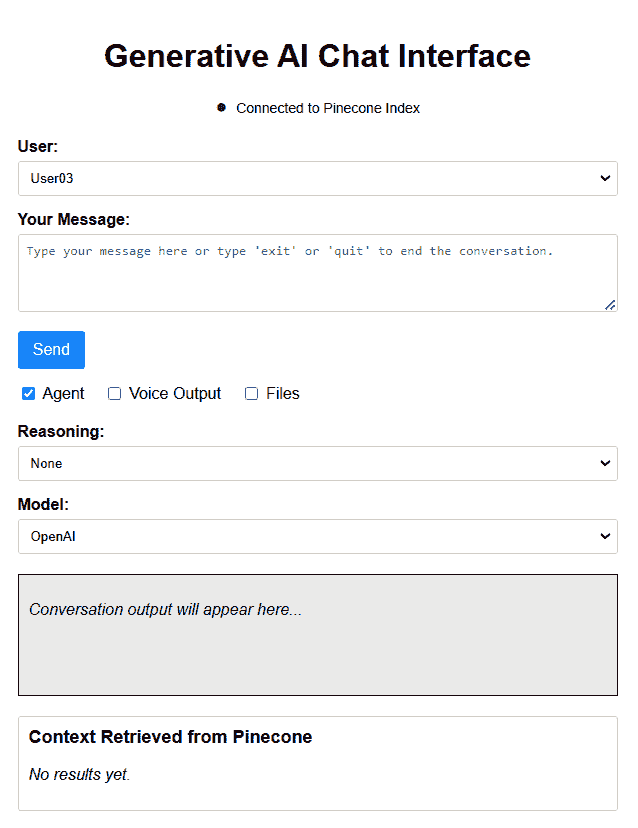 Generative AI Chat Interface
Connected to Pinecone Index
User:
User03
Your Message:
Type your message here or type 'exit' or 'quit' to end the conversation.
Send
Agent Voice Output Files
Reasoning:
None
Model:
OpenAI
Conversation output will appear here...
Context Retrieved from Pinecone
No results yet.